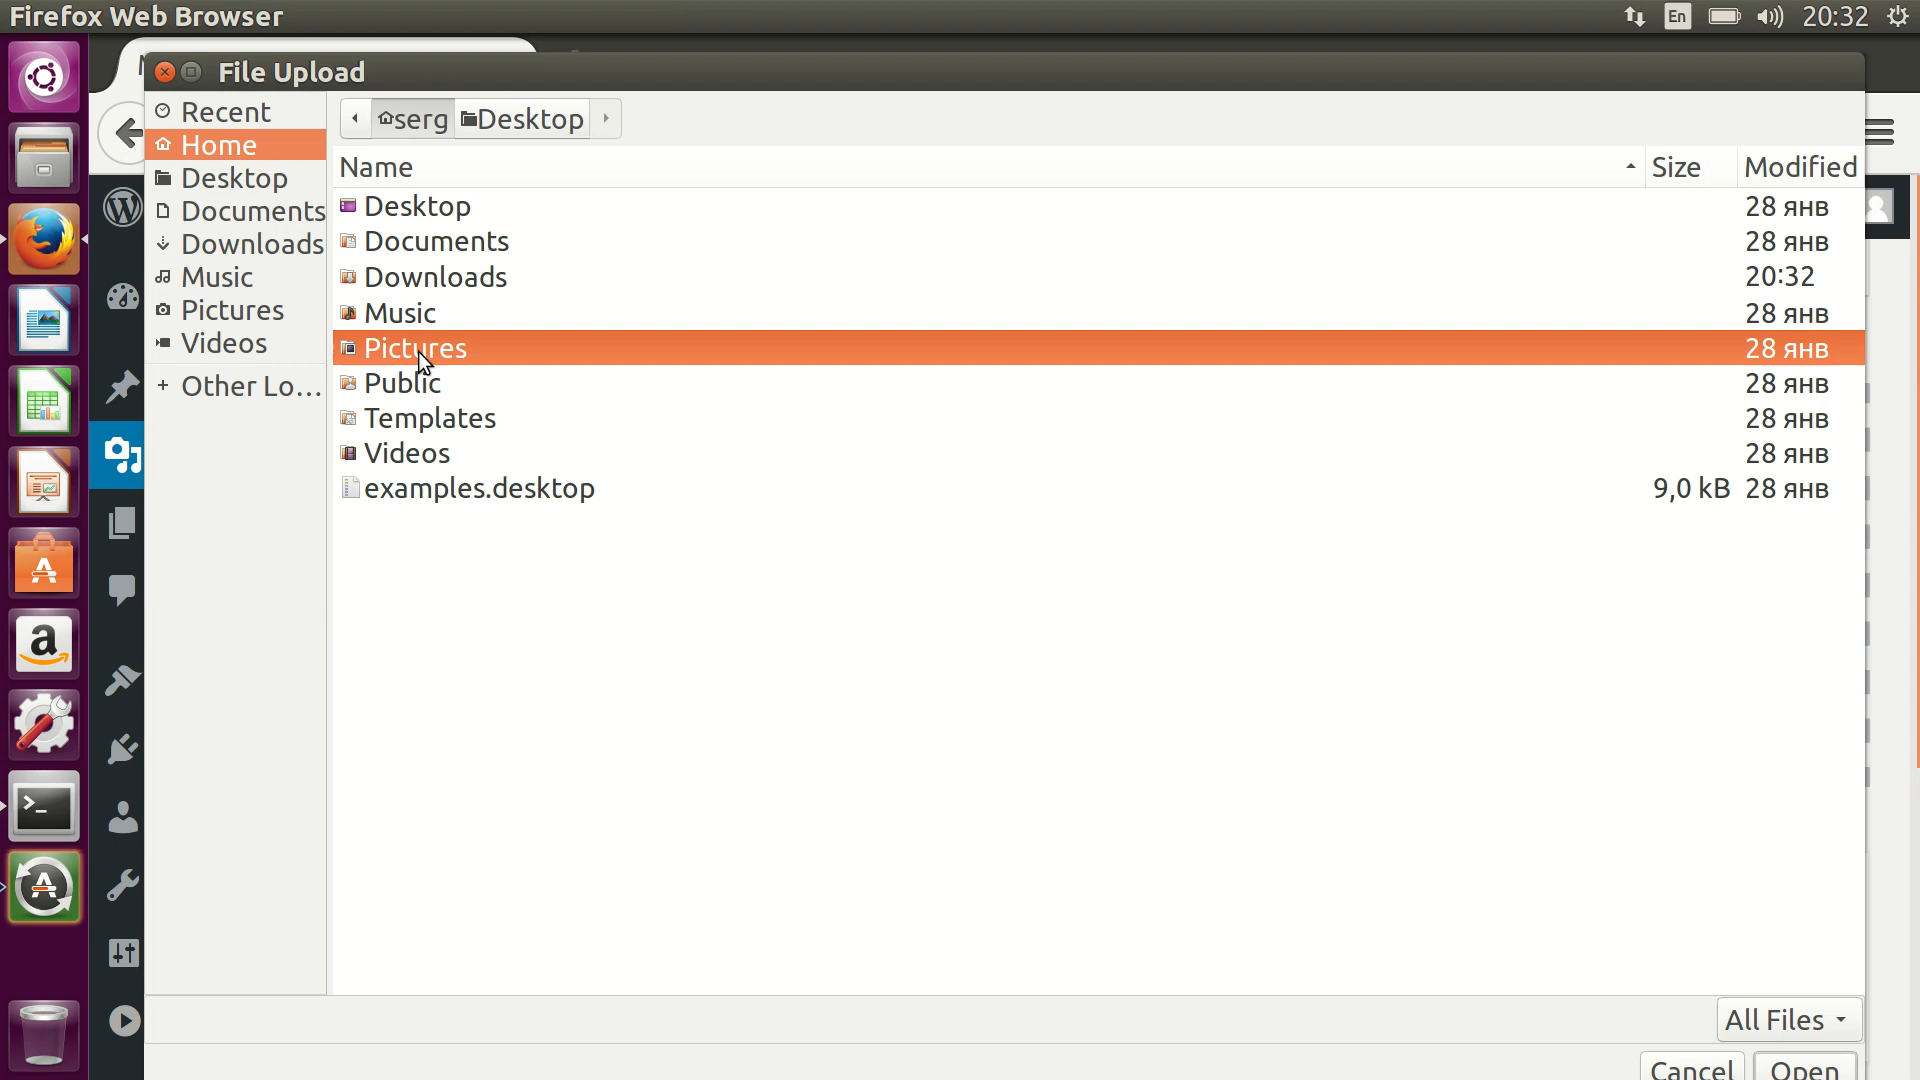 Firefox Web Browser
En
20:32
File Upload
Recent
Home
Desktop
Documents
Downloads
Music
Pictures
Videos
Other Lo...
serg
Desktop
Name Size Modified
Desktop 28 янв
Documents 28 янв
Downloads 20:32
Music 28 янв
Pictures 28 янв
Public 28 янв
Templates 28 янв
Videos 28 янв
examples.desktop 9,0 kB 28 янв
All Files
Cancel Open